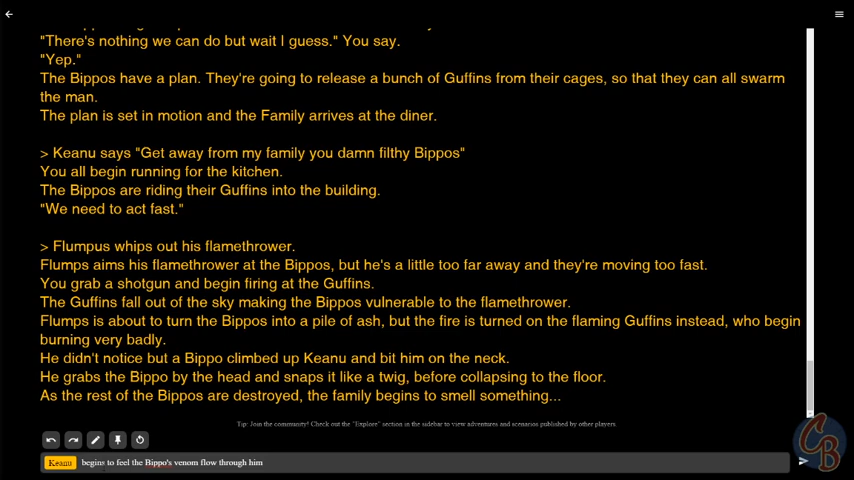 "There's nothing we can do but wait I guess." You say.
"Yep."
The Bippos have a plan. They're going to release a bunch of Guffins from their cages, so that they can all swarm
the man.
The plan is set in motion and the Family arrives at the diner.
> Keanu says "Get away from my family you damn filthy Bippos"
You all begin running for the kitchen.
The Bippos are riding their Guffins into the building.
"We need to act fast."
> Flumpus whips out his flamethrower.
Flumps aims his flamethrower at the Bippos, but he's a little too far away and they're moving too fast.
You grab a shotgun and begin firing at the Guffins.
The Guffins fall out of the sky making the Bippos vulnerable to the flamethrower.
Flumps is about to turn the Bippos into a pile of ash, but the fire is turned on the flaming Guffins instead, who begin
burning very badly.
He didn't notice but a Bippo climbed up Keanu and bit him on the neck.
He grabs the Bippo by the head and snaps it like a twig, before collapsing to the floor.
As the rest of the Bippos are destroyed, the family begins to smell something...
Tip: Join the community! Check out the "Explore" section in the sidebar to view adventures and scenarios published by other players.
Keanu begins to feel the Bippo's venom flow through him
CB